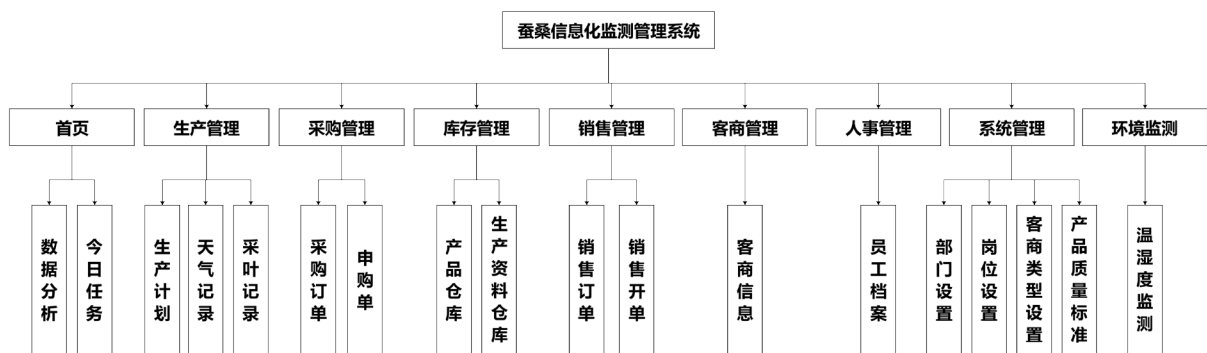 蚕桑信息化监测管理系统
首页
生产管理
采购管理
库存管理
销售管理
客商管理
人事管理
系统管理
环境监测
数据分析
今日任务
生产计划
天气记录
采叶记录
采购订单
申购单
产品仓库
生产资料仓库
销售订单
销售开单
客商信息
员工档案
部门设置
岗位设置
客商类型设置
产品质量标准
温湿度监测